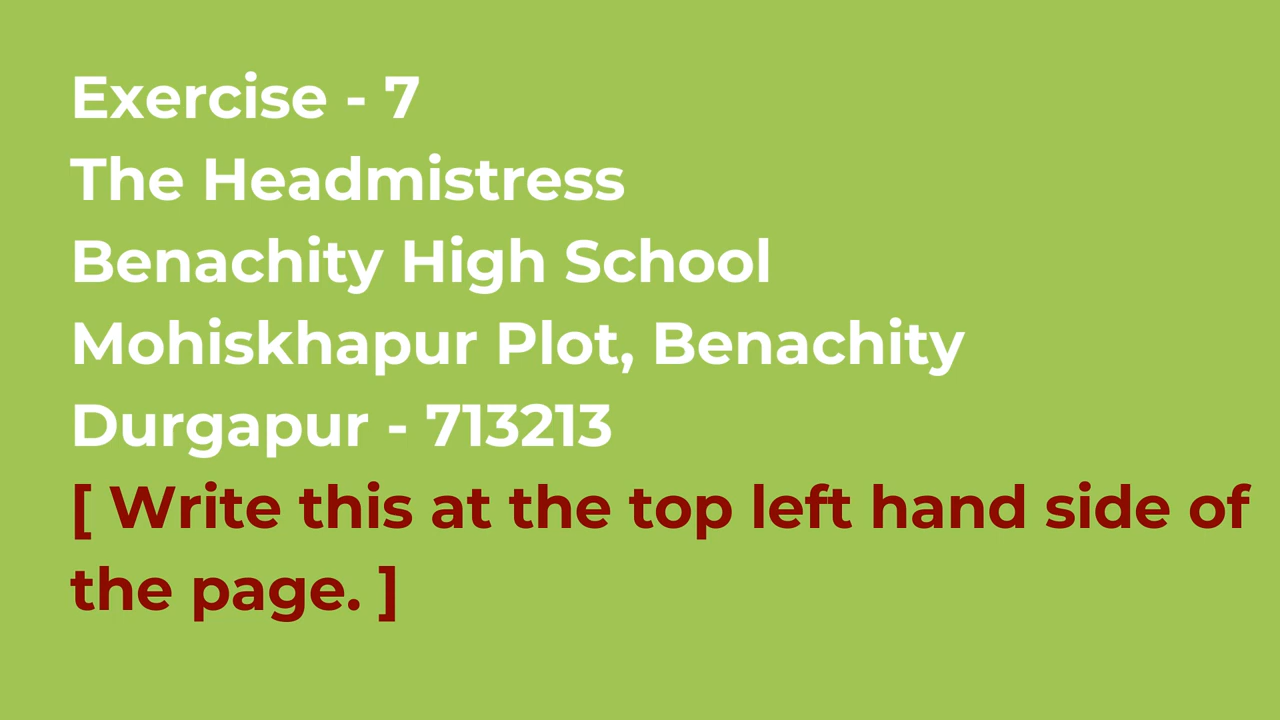 Exercise - 7
The Headmistress
Benachity High School
Mohiskhapur Plot, Benachity
Durgapur - 713213
[ Write this at the top left hand side of
the page. ]